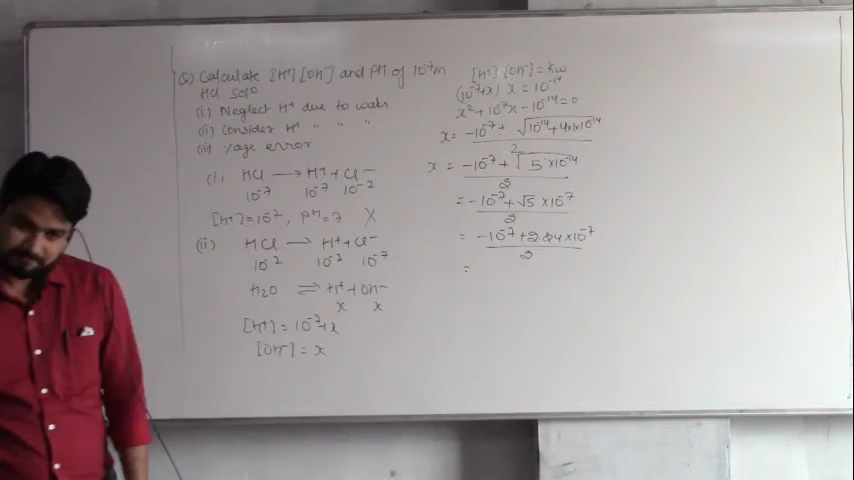 Q) Calculate [H+] [OH-] and PH of 10-7M
HCl soln
(i) Neglect H+ due to water
(ii) Consider H+ " " "
(iii) %age error
(i) HCl → H+ + Cl-
10-7 10-7 10-7
[H+] = 10-7, PH = 7 X
(ii) HCl → H+ + Cl-
10-7 10-7 10-7
H2O ⇌ H+ + OH-
x x
[H+] = 10-7+x
[OH-] = x
[H+] [OH-] = Kw
(10-7+x) x = 10-14
x2 + 10-7x - 10-14 = 0
x = -10-7 + √10-14 + 4×1×10-14
2
x = -10-7 + √5×10-14
2
= -10-7 + √5 ×10-7
2
= -10-7 + 2.24×10-7
2
=